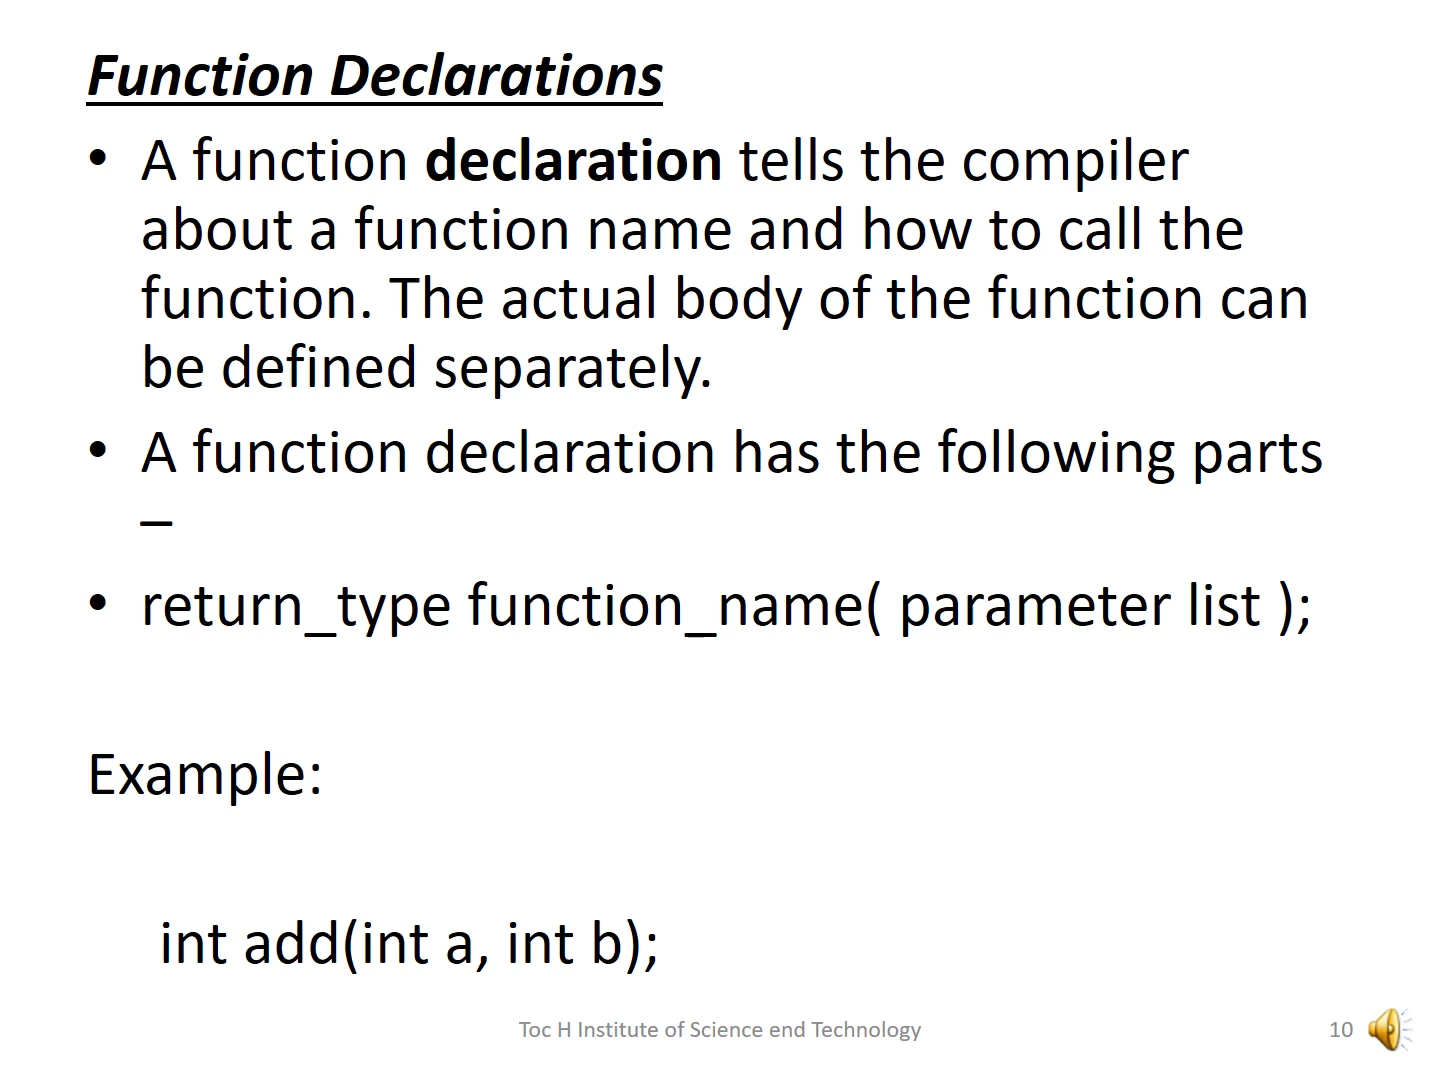 Function Declarations
• A function declaration tells the compiler
about a function name and how to call the
function. The actual body of the function can
be defined separately.
• A function declaration has the following parts
–
• return_type function_name( parameter list );
Example:
int add(int a, int b);
Toc H Institute of Science end Technology
10